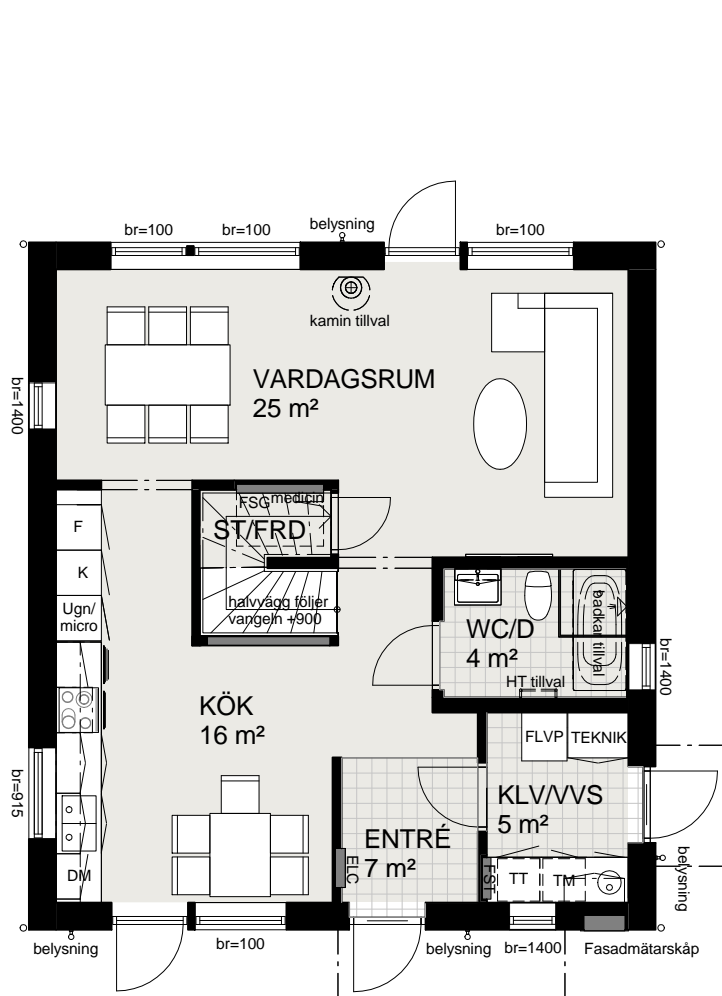 belysning
br=100
br=100
br=100
kamin tillval
VARDAGSRUM
25 m²
br=1400
FSG
medicin
ST/FRD
F
K
Ugn/
micro
halvvägg följer
vangeln +900
WC/D
4 m²
badkar tillval
HT tillval
br=1400
KÖK
16 m²
FLVP
TEKNIK
br=915
KLV/VVS
5 m²
ENTRÉ
7 m²
ELC
DM
FST
TT
TM
belysning
belysning
br=100
belysning
br=1400
Fasadmätarskåp